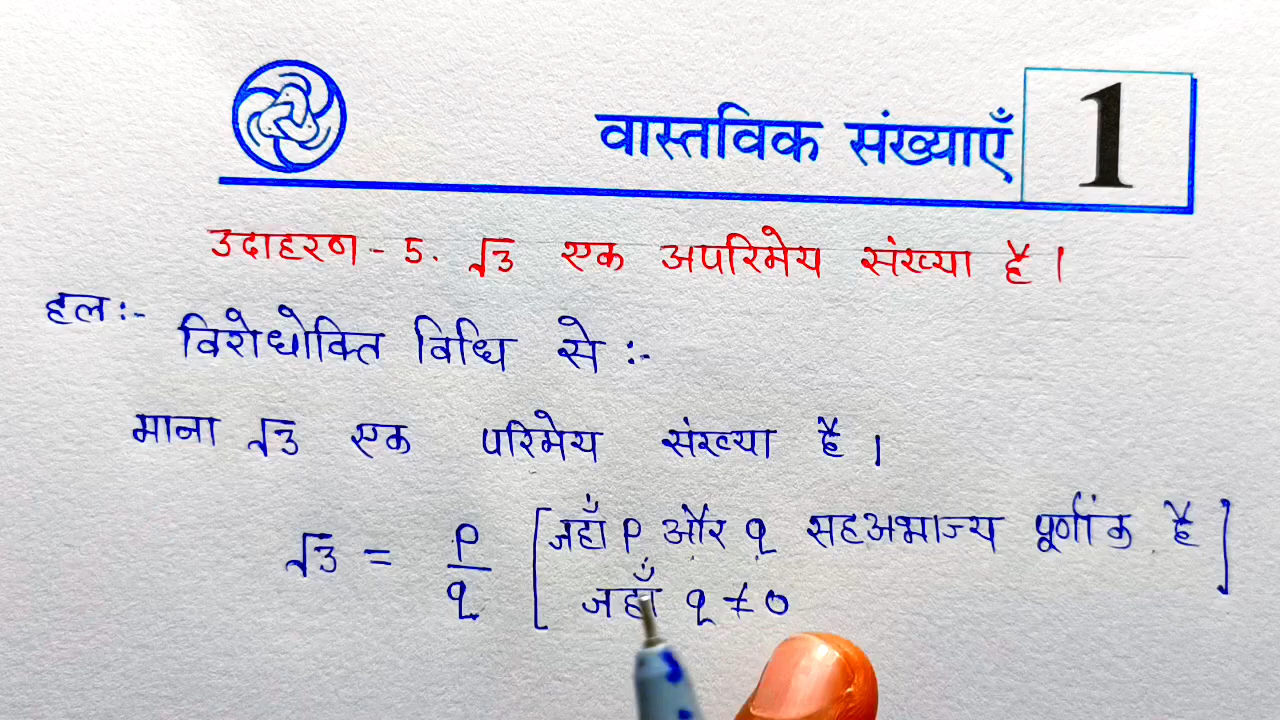 वास्तविक संख्याएँ 1
उदाहरण - 5. √3 एक अपरिमेय संख्या है।
हल:- विरोधोक्ति विधि से :-
माना √3 एक परिमेय संख्या है।
√3 = p/q [जहाँ p और q सहअभाज्य पूर्णांक है]
जहाँ q ≠ 0